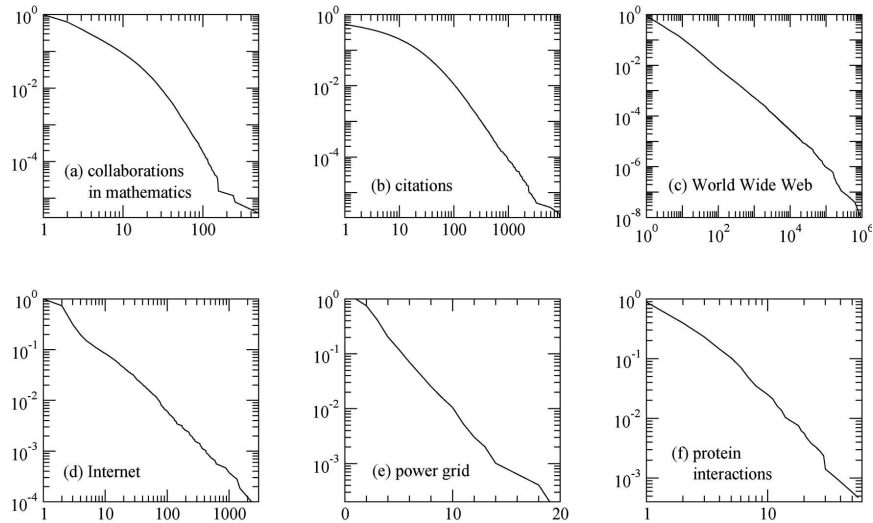 10^0
10^-2
10^-4
1 10 100
(a) collaborations
in mathematics
10^0
10^-2
10^-4
1 10 100 1000
(b) citations
10^0
10^-2
10^-4
10^-6
10^-8
10^0 10^2 10^4 10^6
(c) World Wide Web
10^0
10^-1
10^-2
10^-3
10^-4
1 10 100 1000
(d) Internet
10^0
10^-1
10^-2
10^-3
0 10 20
(e) power grid
10^0
10^-1
10^-2
10^-3
1 10
(f) protein
interactions